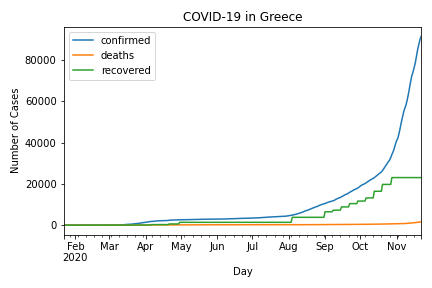 COVID-19 in Greece
confirmed
deaths
recovered
Number of Cases
80000
60000
40000
20000
0
Feb Mar Apr May Jun Jul Aug Sep Oct Nov
2020
Day